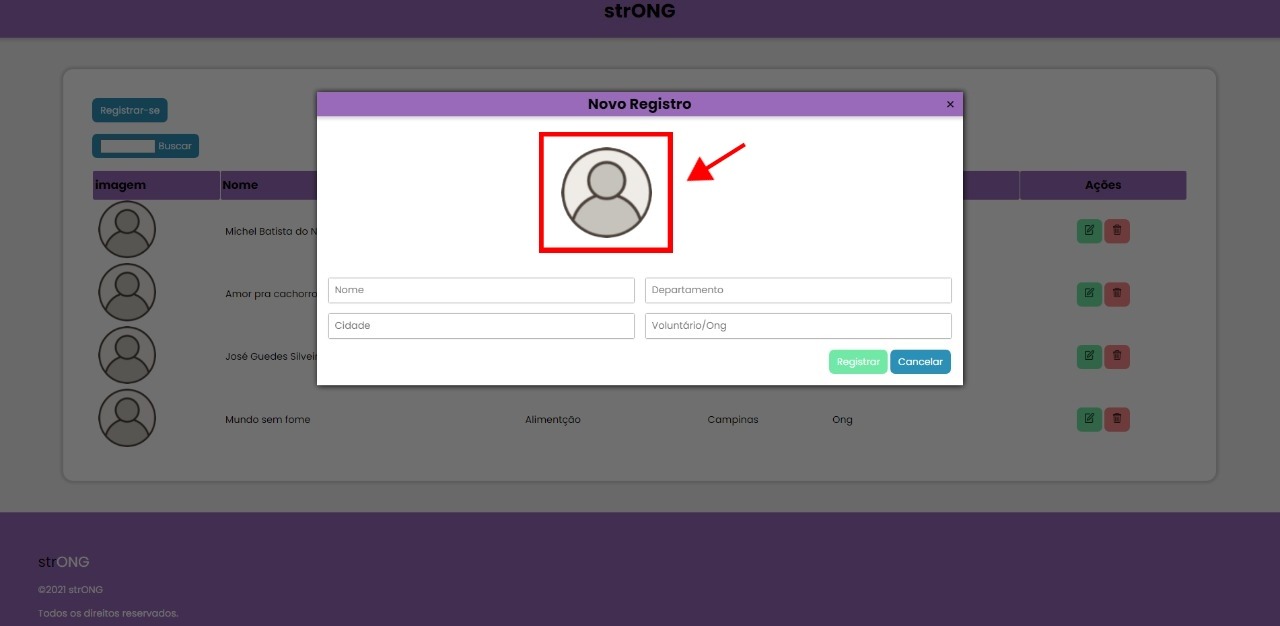 strONG
Registrar-se
Buscar
Novo Registro ×
imagem Nome Ações
Michel Batista do N
Amor pra cachorro
José Guedes Silvei
Mundo sem fome Alimentção Campinas Ong
Nome Departamento
Cidade Voluntário/Ong
Registrar Cancelar
strONG
©2021 strONG
Todos os direitos reservados.